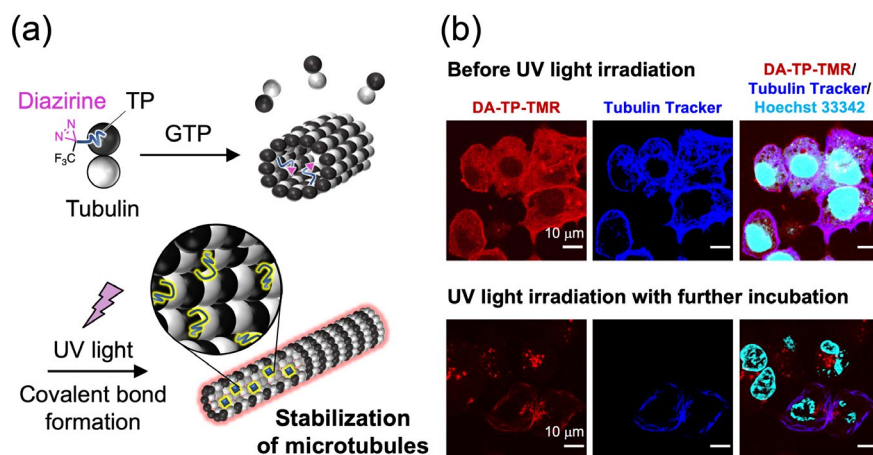 (a)
Diazirine
TP
N
N
F₃C
GTP
Tubulin
UV light
Covalent bond
formation
Stabilization
of microtubules
(b)
Before UV light irradiation
DA-TP-TMR
Tubulin Tracker
DA-TP-TMR/
Tubulin Tracker/
Hoechst 33342
10 μm
UV light irradiation with further incubation
10 μm